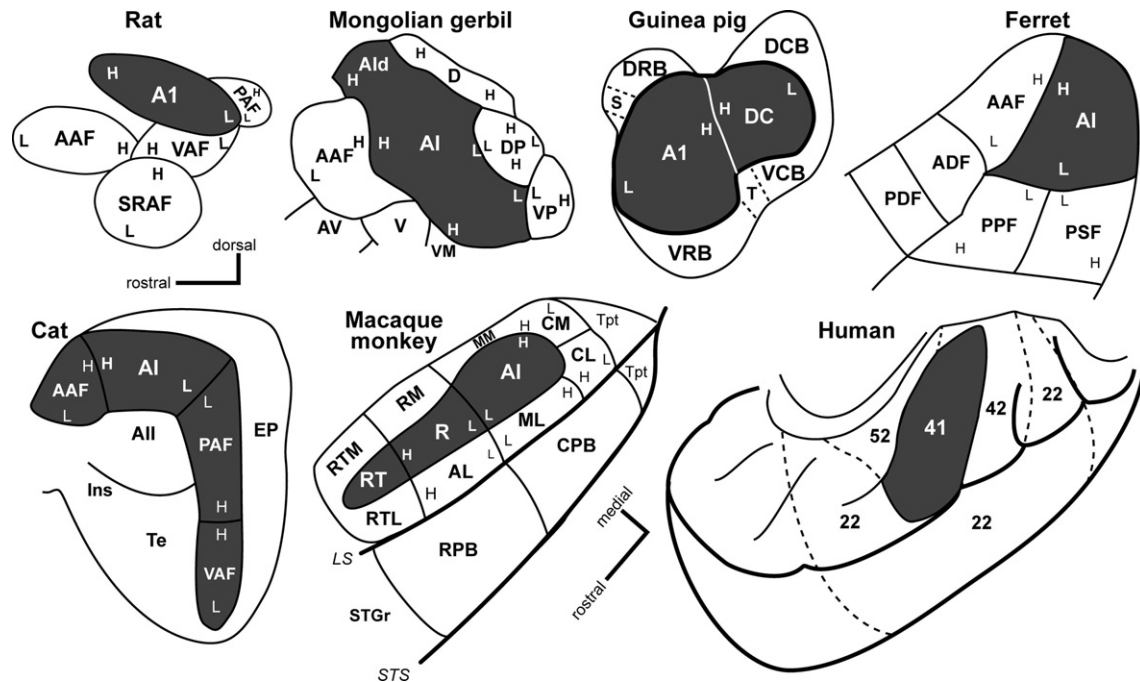 Rat
H
A1
L
PAF
H
L
AAF
L
H
VAF
H
L
SRAF
H
L
dorsal
rostral
Mongolian gerbil
AId
H
D
H
H
AAF
H
L
H
AI
L
L
DP
H
L
H
L
L
VP
H
H
AV
V
VM
Guinea pig
DRB
DCB
S
H
H
DC
L
A1
L
T
VCB
VRB
Ferret
AAF
H
L
H
AI
L
ADF
PDF
PPF
L
H
PSF
L
H
Cat
AAF
H
L
H
AI
L
L
PAF
H
AII
EP
Ins
Te
H
VAF
L
Macaque
monkey
MM
L
CM
H
H
Tpt
AI
CL
L
H
Tpt
RM
R
L
L
H
ML
L
CPB
RTM
RT
H
AL
L
H
RTL
LS
RPB
STGr
STS
medial
rostral
Human
52
41
42
22
22
22